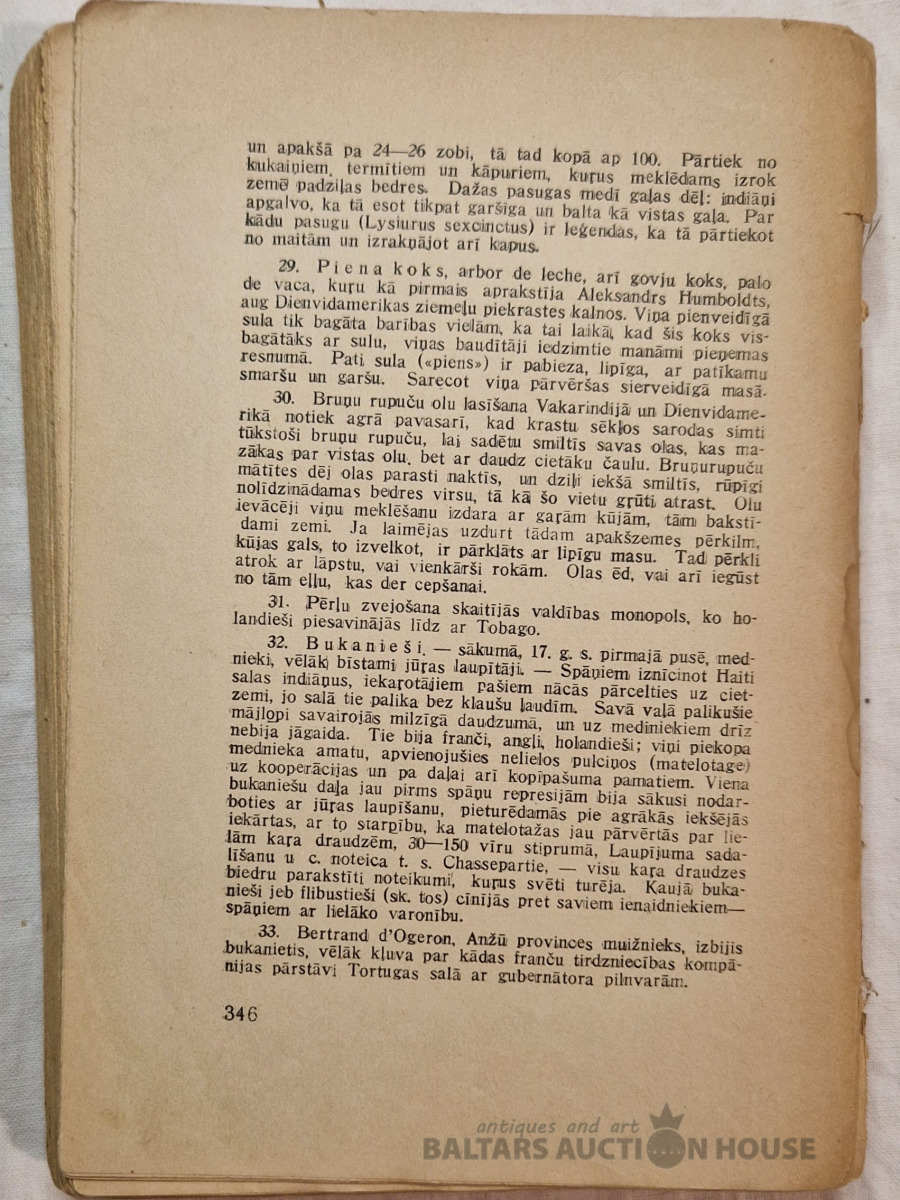 un apakšā pa 24—26 zobi, tā tad kopā ap 100. Pārtiek no
kukaiņiem, termītiem un kāpuriem, kuŗus meklēdams izrok
zemē padziļas bedres. Dažas pasugas medī gaļas dēļ: indiāņi
apgalvo, ka tā esot tikpat garšīga un balta kā vistas gaļa. Par
kādu pasugu (Lysiurus sexcinctus) ir leģendas, ka tā pārtiekot
no maitām un izrakņājot arī kapus.
29. Piena koks, arbor de leche, arī govju koks, palo
de vaca, kuŗu kā pirmais aprakstīja Aleksandrs Humboldts,
aug Dienvidamerikas ziemeļu piekrastes kalnos. Viņa pienveidīgā
sula tik bagāta barības vielām, ka tai laikā, kad šis koks vis-
bagātāks ar sulu, viņas baudītāji iedzimtie manāmi pieņemas
resnumā. Pati sula («piens») ir pabieza, lipīga, ar patīkamu
smaršu un garšu. Sarecot viņa pārvēršas sierveidīgā masā.
30. Bruņu rupuču olu lasīšana Vakarindijā un Dienvidame-
rikā notiek agrā pavasarī, kad krastu sēkļos sarodas simti
tūkstoši bruņu rupuču, lai sadētu smiltīs savas olas, kas ma-
zākas par vistas olu, bet ar daudz cietāku čaulu. Bruņurupuču
mātītes dēj olas parasti naktīs, un dziļi iekšā smiltīs, rūpīgi
nolīdzinādamas bedres virsu, tā kā šo vietu grūti atrast. Olu
ievācēji viņu meklēšanu izdara ar gaŗām kūjām, tām bakstī-
dami zemi. Ja laimējas uzdurt tādam apakšzemes pērkilm,
kūjas gals, to izvelkot, ir pārklāts ar lipīgu masu. Tad pērkli
atrok ar lāpstu, vai vienkārši rokām. Olas ēd, vai arī iegūst
no tām eļļu, kas der cepšanai.
31. Pērļu zvejošana skaitījās valdības monopols, ko ho-
landieši piesavinājās līdz ar Tobago.
32. Bukanieši. — sākumā, 17. g. s. pirmajā pusē, med-
nieki, vēlāk bīstami jūras laupītāji. — Spāņiem iznīcinot Haiti
salas indiāņus, iekaŗotājiem pašiem nācās pārcelties uz ciet-
zemi, jo salā tie palika bez klaušu ļaudīm. Savā vaļā palikušie
mājlopi savairojās milzīgā daudzumā, un uz mediniekiem drīz
nebija jāgaida. Tie bija franči, angļi, holandieši; viņi piekopa
mednieka amatu, apvienojušies nelielos pulciņos (matelotage)
uz kooperācijas un pa daļai arī kopīpašuma pamatiem. Viena
bukaniešu daļa jau pirms spāņu represijām bija sākusi nodar-
boties ar jūras laupīšanu, pieturēdamās pie agrākās iekšējās
iekārtas, ar to starpību, ka matelotažas jau pārvērtās par lie-
lām kaŗa draudzēm, 30—150 vīru stiprumā, Laupījuma sada-
līšanu u c. noteica t. s. Chassepartie, — visu kaŗa draudzes
biedru parakstīti noteikumi, kuŗus svēti turēja. Kaujā buka-
nieši jeb flibustieši (sk. tos) cīnījās pret saviem ienaidniekiem—
spāņiem ar lielāko varonību.
33. Bertrand d'Ogeron, Anžū provinces muižnieks, izbijis
bukanietis, vēlāk kļuva par kādas franču tirdzniecības kompā-
nijas pārstāvi Tortugas salā ar gubernātora pilnvarām.
346
antiques and art
BALTARS AUCTION HOUSE